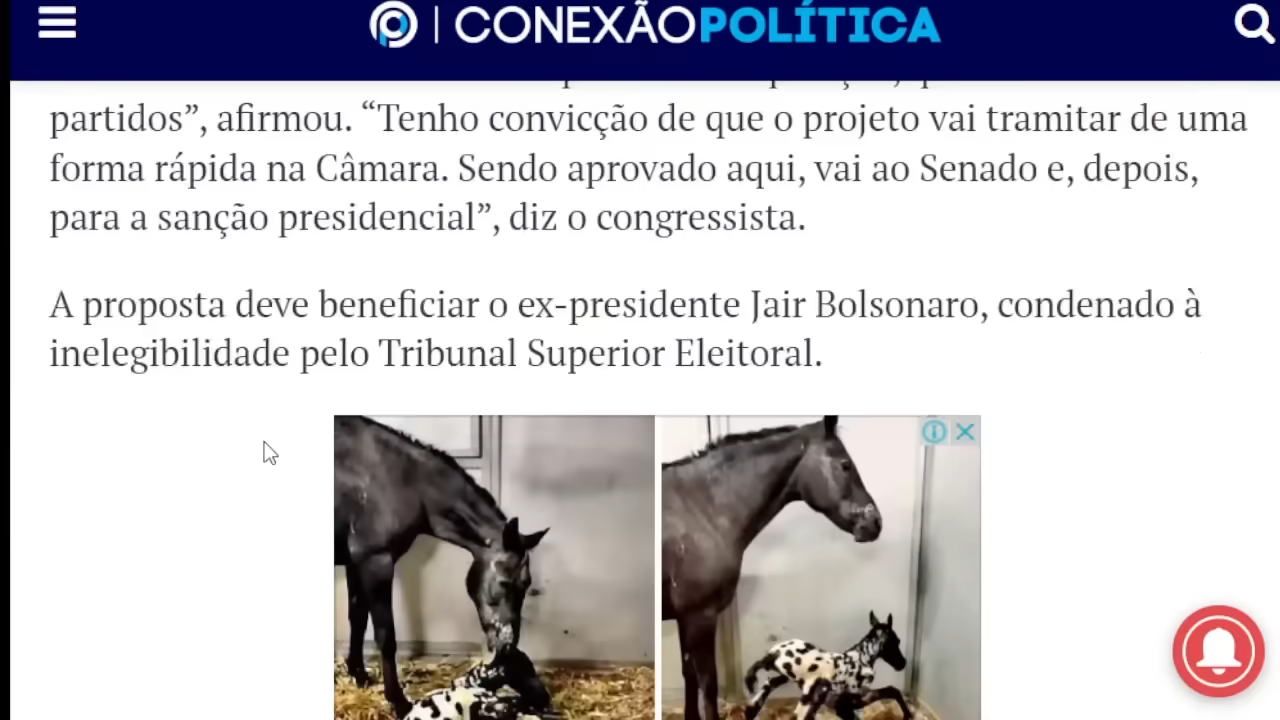 CONEXÃOPOLÍTICA
partidos”, afirmou. “Tenho convicção de que o projeto vai tramitar de uma
forma rápida na Câmara. Sendo aprovado aqui, vai ao Senado e, depois,
para a sanção presidencial”, diz o congressista.
A proposta deve beneficiar o ex-presidente Jair Bolsonaro, condenado à
inelegibilidade pelo Tribunal Superior Eleitoral.